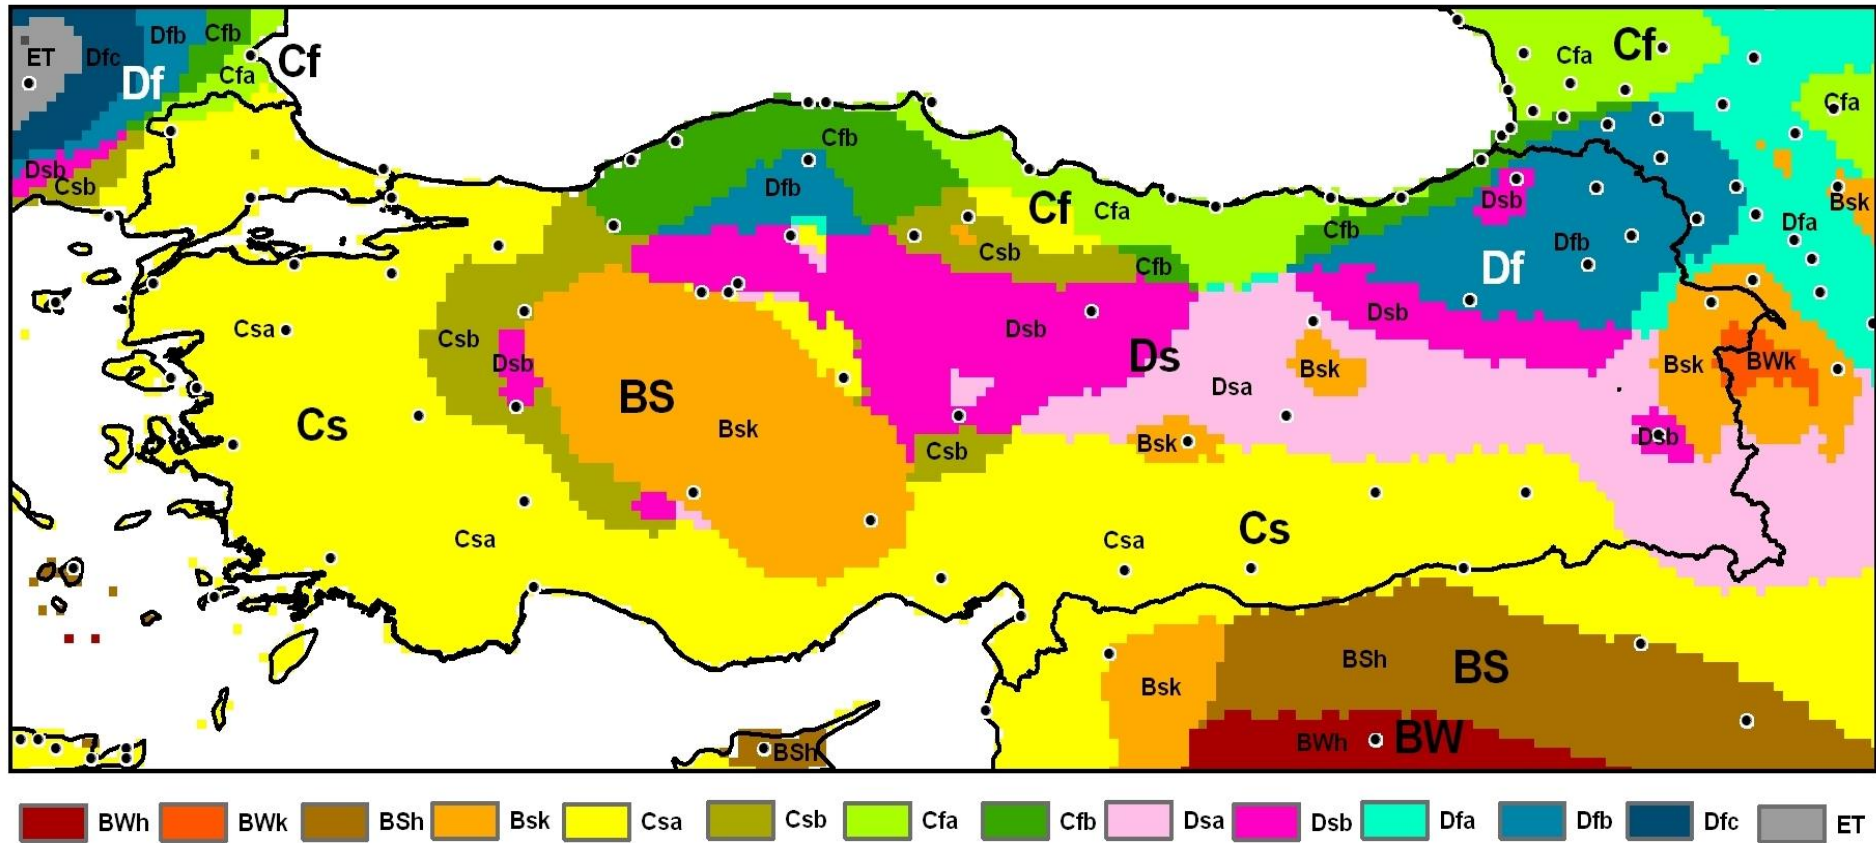 Dfb
Cfb
Cf
Cf
ET
Dfc
Df
Cfa
Cfa
Cfa
Cfb
Dsb
Csb
Dfb
Dsb
Bsk
Cf
Cfa
Cfb
Dfa
Csb
Cfb
Dfb
Df
Csa
Csb
Dsb
Dsb
Dsb
Ds
Bsk
BWk
Bsk
Dsa
BS
Cs
Bsk
Bsk
Dsb
Csb
Csa
Csa
Cs
BSh
BS
Bsk
BWh
BW
BSh
BWh BWk BSh Bsk Csa Csb Cfa Cfb Dsa Dsb Dfa Dfb Dfc ET